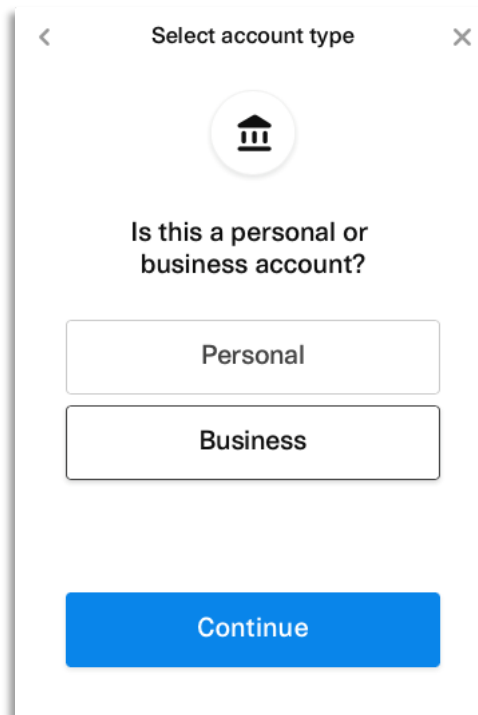 Select account type
Is this a personal or
business account?
Personal
Business
Continue